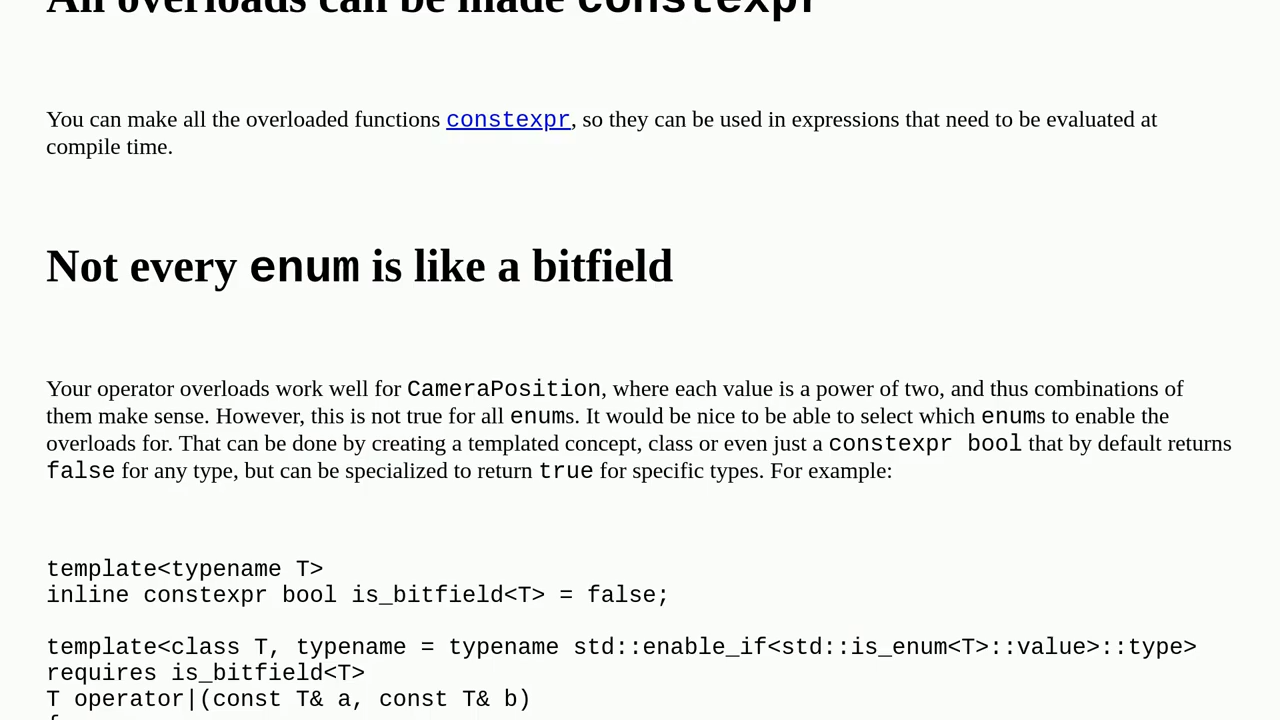 All overloads can be made constexpr
You can make all the overloaded functions constexpr, so they can be used in expressions that need to be evaluated at
compile time.
Not every enum is like a bitfield
Your operator overloads work well for CameraPosition, where each value is a power of two, and thus combinations of
them make sense. However, this is not true for all enums. It would be nice to be able to select which enums to enable the
overloads for. That can be done by creating a templated concept, class or even just a constexpr bool that by default returns
false for any type, but can be specialized to return true for specific types. For example:
template<typename T>
inline constexpr bool is_bitfield<T> = false;
template<class T, typename = typename std::enable_if<std::is_enum<T>::value>::type>
requires is_bitfield<T>
T operator|(const T& a, const T& b)
{